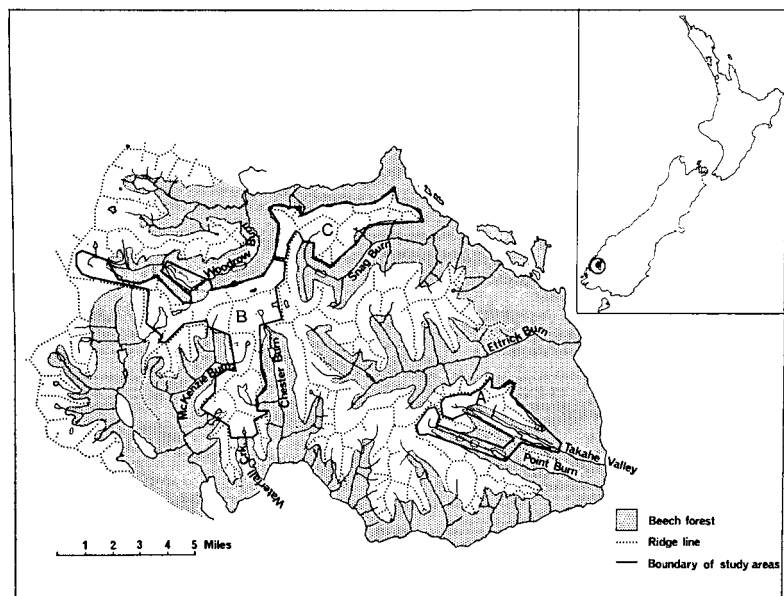 C
Woodrow Burn
Snag Burn
B
Ettrick Burn
McKenzie Burn
Chester Burn
A
Takahe Valley
Point Burn
Waterfall Crk.
Beech forest
1 2 3 4 5 Miles
Ridge line
Boundary of study areas